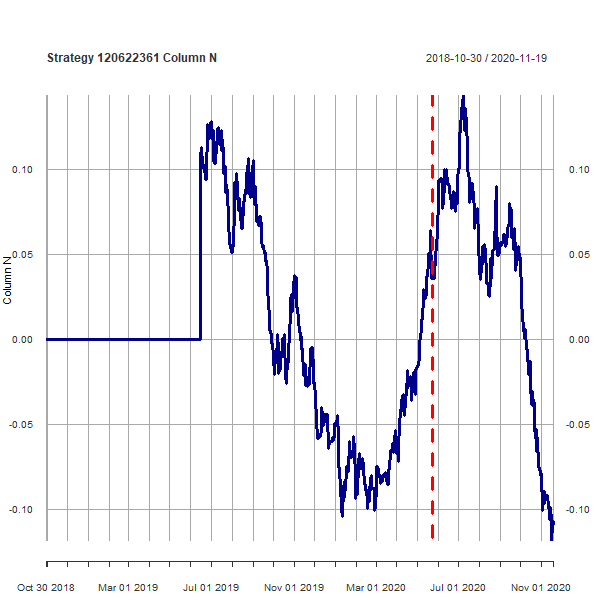 Strategy 120622361 Column N
2018-10-30 / 2020-11-19
Column N
0.10
0.05
0.00
-0.05
-0.10
0.10
0.05
0.00
-0.05
-0.10
Oct 30 2018
Mar 01 2019
Jul 01 2019
Nov 01 2019
Mar 01 2020
Jul 01 2020
Nov 01 2020